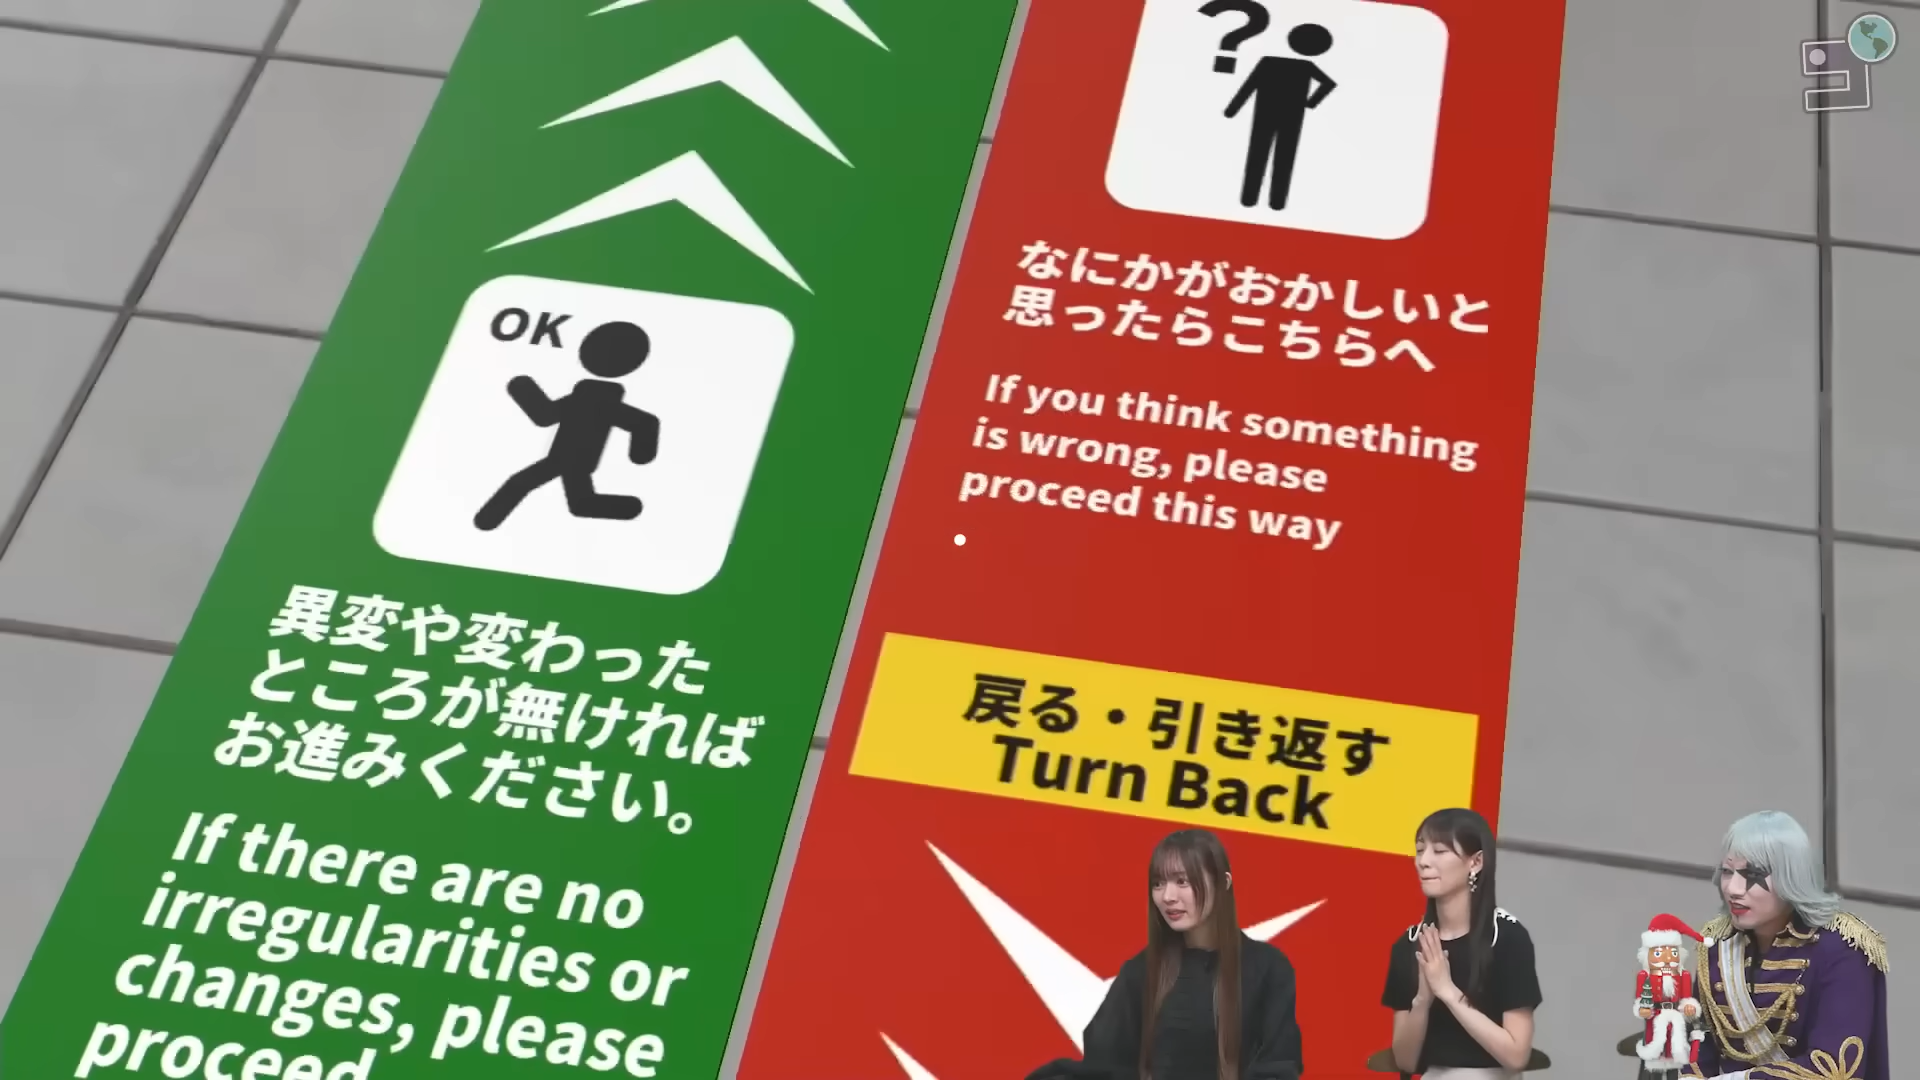 OK
異変や変わった
ところが無ければ
お進みください。
If there are no
irregularities or
changes, please
proceed
?
なにかがおかしいと
思ったらこちらへ
If you think something
is wrong, please
proceed this way
戻る・引き返す
Turn Back